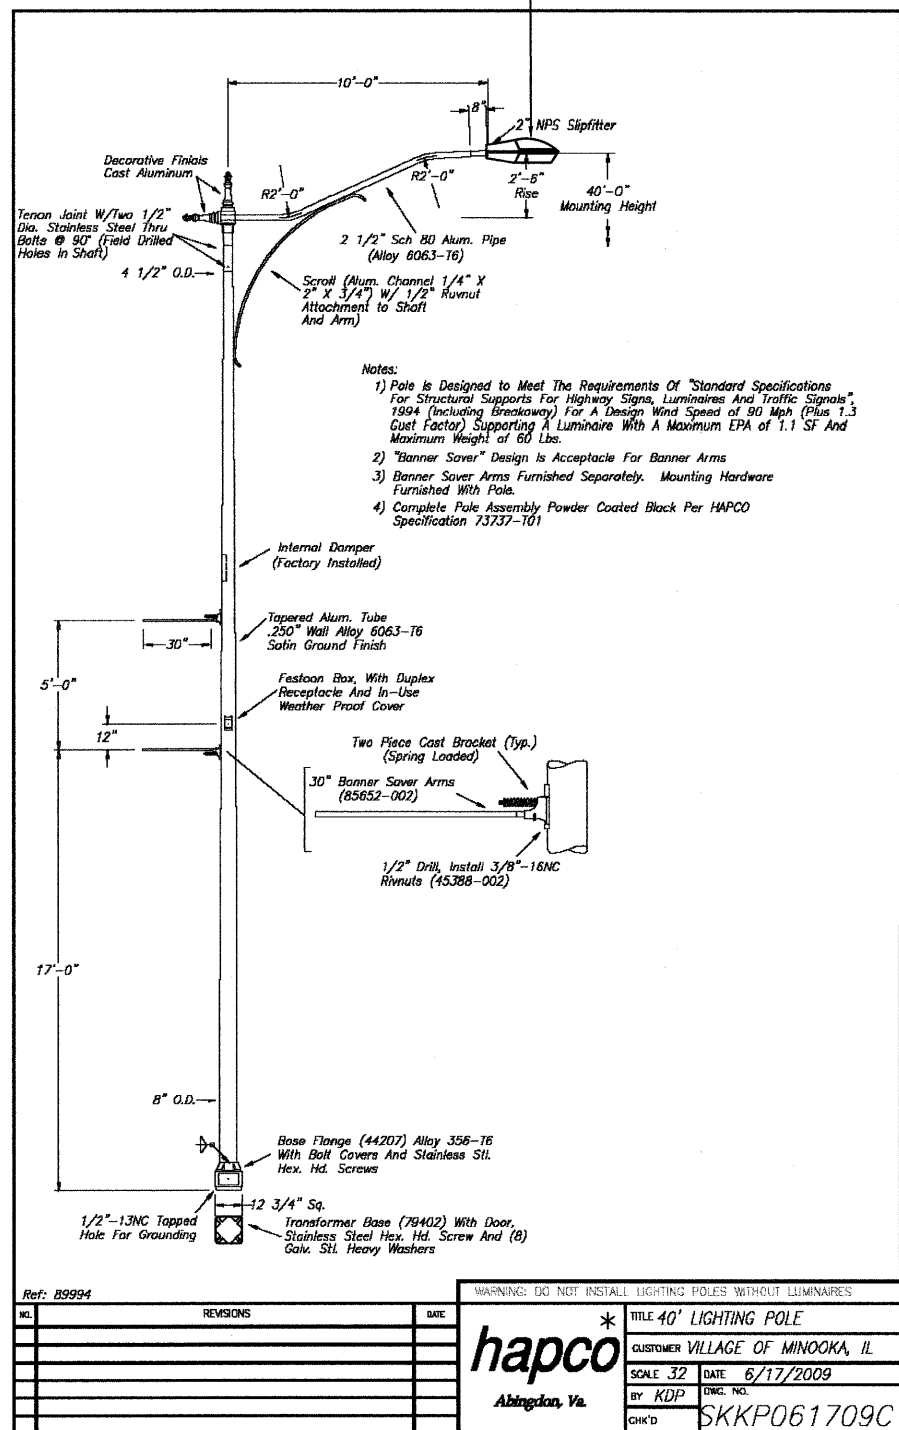 10'-0"
8"
2" NPS Slipfitter
Decorative Finials
Cast Aluminum
R2'-0"
R2'-0"
2'-6"
Rise
40'-0"
Mounting Height
Tenon Joint W/Two 1/2"
Dia. Stainless Steel Thru
Bolts @ 90° (Field Drilled
Holes In Shaft)
2 1/2" Sch 80 Alum. Pipe
(Alloy 6063-T6)
4 1/2" O.D.
Scroll (Alum. Channel 1/4" X
2" X 3/4") W/ 1/2" Ruvnut
Attachment to Shaft
And Arm)
Notes:
1) Pole Is Designed to Meet The Requirements Of "Standard Specifications
For Structural Supports For Highway Signs, Luminaires And Traffic Signals",
1994 (Including Breakaway) For A Design Wind Speed of 90 Mph (Plus 1.3
Gust Factor) Supporting A Luminaire With A Maximum EPA of 1.1 SF And
Maximum Weight of 60 Lbs.
2) "Banner Saver" Design Is Acceptacle For Banner Arms
3) Banner Saver Arms Furnished Separately. Mounting Hardware
Furnished With Pole.
4) Complete Pole Assembly Powder Coated Black Per HAPCO
Specification 73737-T01
Internal Damper
(Factory Installed)
Tapered Alum. Tube
.250" Wall Alloy 6063-T6
Satin Ground Finish
30"
5'-0"
Festoon Box, With Duplex
Receptacle And In-Use
Weather Proof Cover
12"
Two Piece Cast Bracket (Typ.)
(Spring Loaded)
30" Banner Saver Arms
(85652-002)
1/2" Drill, Install 3/8"-16NC
Rivnuts (45388-002)
17'-0"
8" O.D.
Base Flange (44207) Alloy 356-T6
With Bolt Covers And Stainless Stl.
Hex. Hd. Screws
12 3/4" Sq.
1/2"-13NC Tapped
Hole For Grounding
Transformer Base (79402) With Door,
Stainless Steel Hex. Hd. Screw And (8)
Galv. Stl. Heavy Washers
Ref: 89994
WARNING: DO NOT INSTALL LIGHTING POLES WITHOUT LUMINAIRES
NO. REVISIONS DATE
hapco*
Abingdon, Va.
TITLE 40' LIGHTING POLE
CUSTOMER VILLAGE OF MINOOKA, IL
SCALE 32 DATE 6/17/2009
BY KDP DWG. NO.
CHK'D SKKP061709C